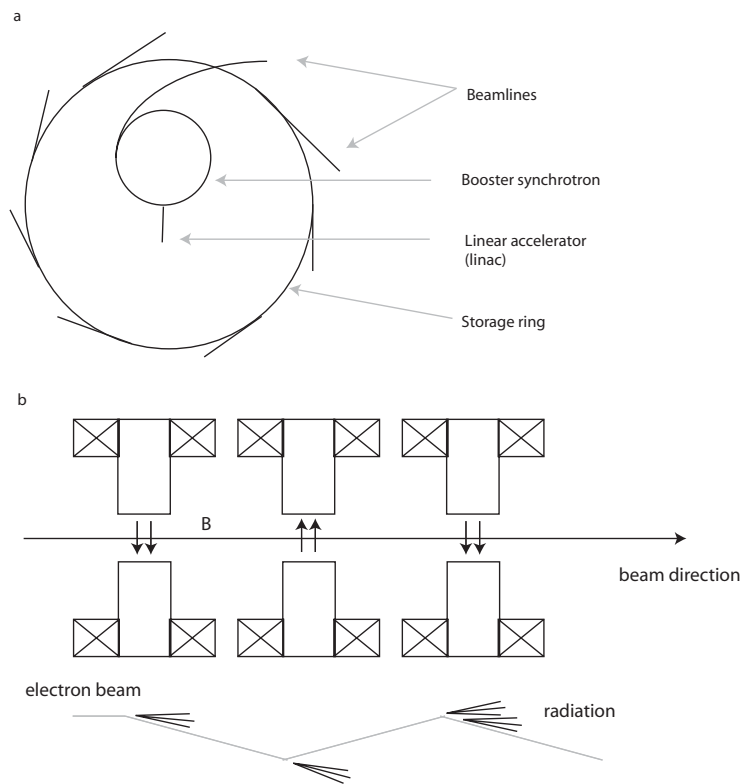 a
Beamlines
Booster synchrotron
Linear accelerator
(linac)
Storage ring
b
B
beam direction
electron beam
radiation